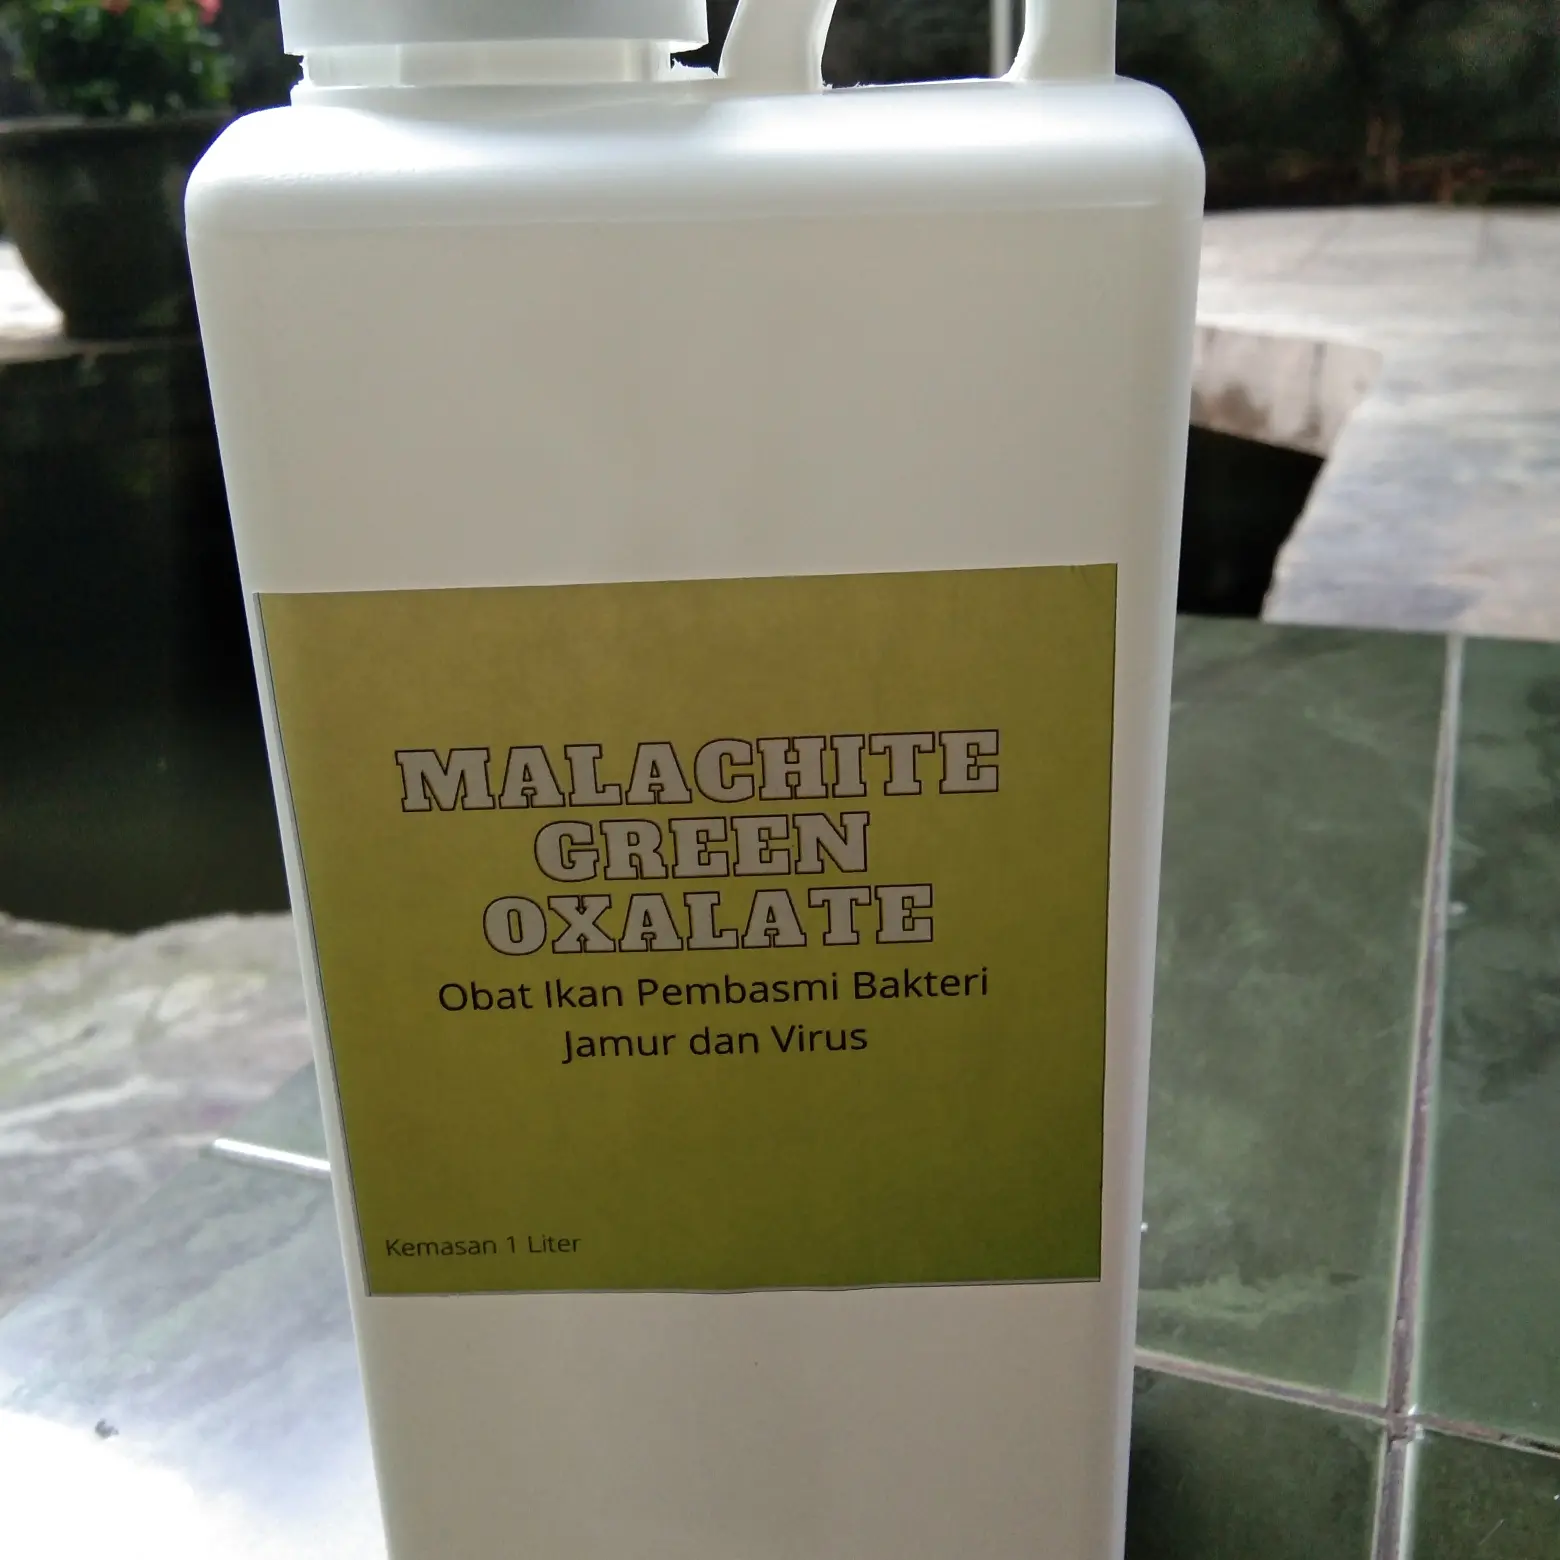 MALACHITE
GREEN
OXALATE
Obat Ikan Pembasmi Bakteri
Jamur dan Virus
Kemasan 1 Liter